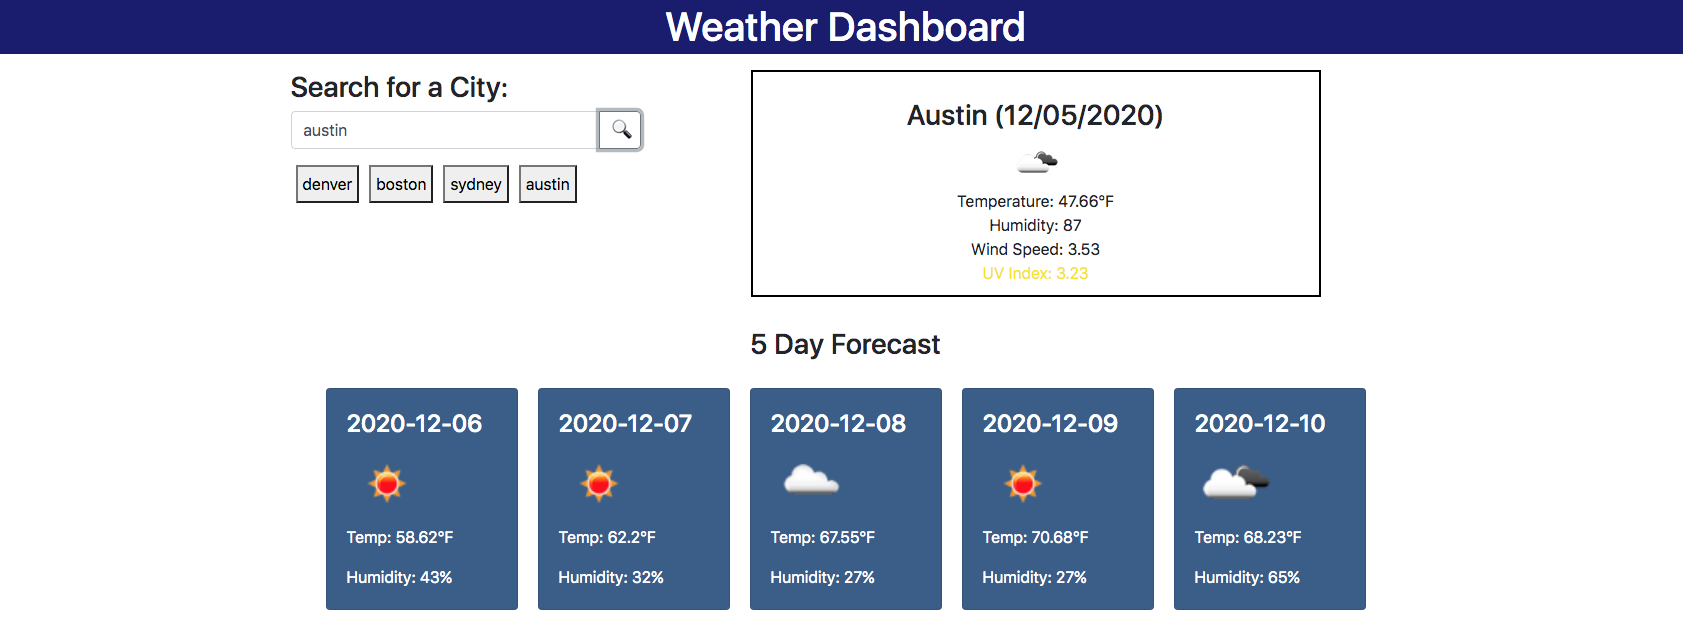 Weather Dashboard
Search for a City:
austin
denver boston sydney austin
Austin (12/05/2020)
Temperature: 47.66°F
Humidity: 87
Wind Speed: 3.53
UV Index: 3.23
5 Day Forecast
2020-12-06
Temp: 58.62°F
Humidity: 43%
2020-12-07
Temp: 62.2°F
Humidity: 32%
2020-12-08
Temp: 67.55°F
Humidity: 27%
2020-12-09
Temp: 70.68°F
Humidity: 27%
2020-12-10
Temp: 68.23°F
Humidity: 65%